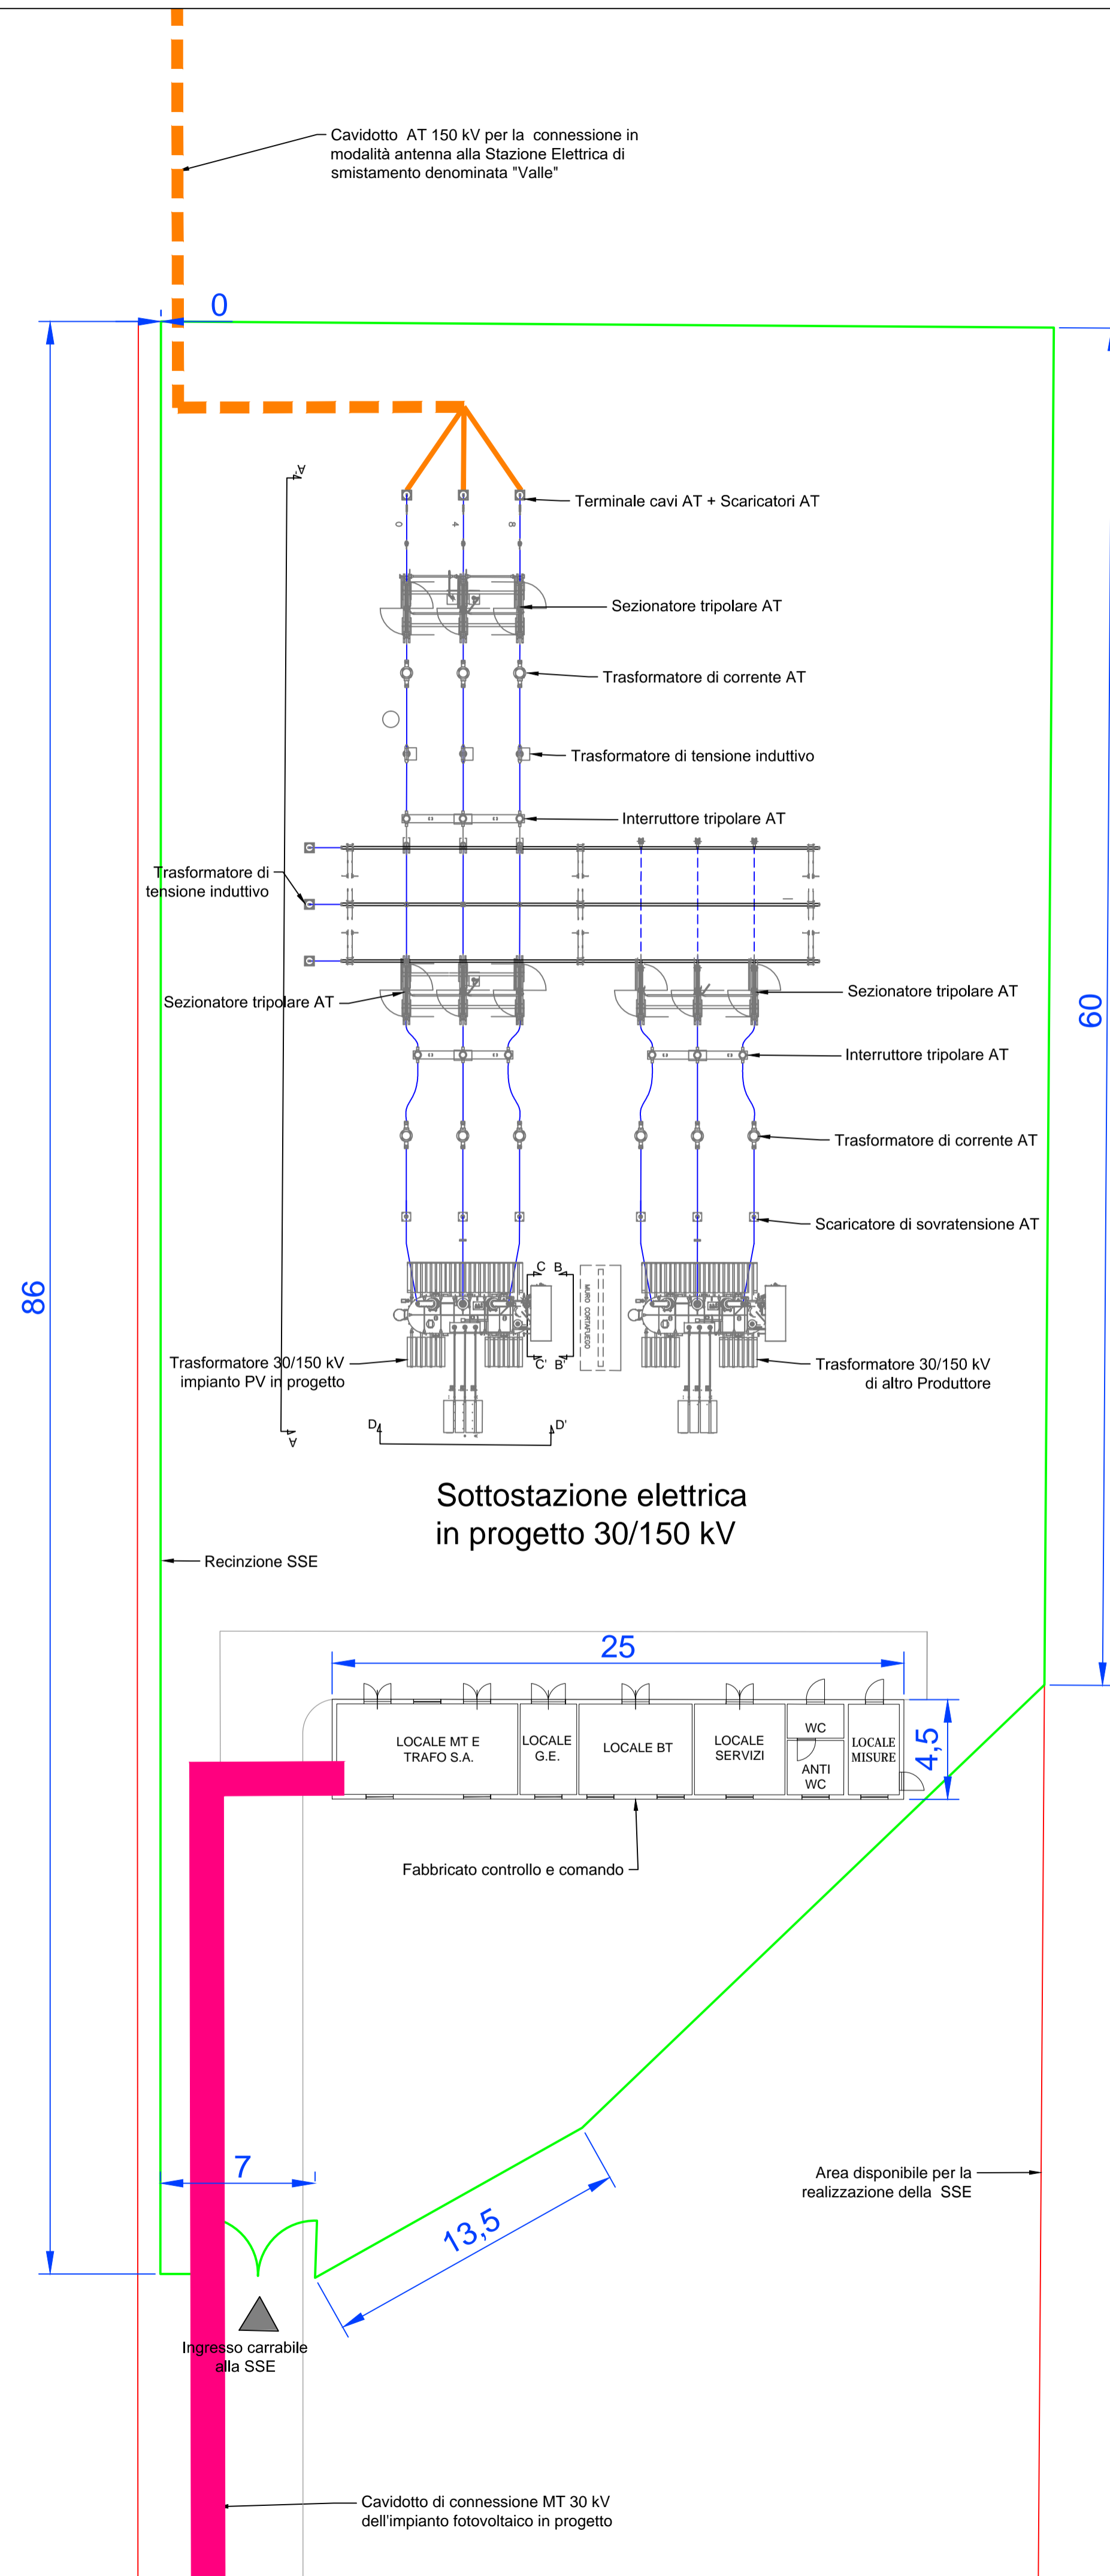 Cavidotto  AT 150 kV per la  connessione in
modalità antenna alla Stazione Elettrica di
smistamento denominata "Valle"
0
A'
Terminale cavi AT + Scaricatori AT
0
4
8
Sezionatore tripolare AT
Trasformatore di corrente AT
Trasformatore di tensione induttivo
Interruttore tripolare AT
Trasformatore di
tensione induttivo
Sezionatore tripolare AT
Sezionatore tripolare AT
60
Interruttore tripolare AT
Trasformatore di corrente AT
Scaricatore di sovratensione AT
86
C
B
MURO CORTAFUEGO
C'
B'
Trasformatore 30/150 kV
impianto PV in progetto
Trasformatore 30/150 kV
di altro Produttore
A
D
D'
Sottostazione elettrica
in progetto 30/150 kV
Recinzione SSE
25
LOCALE MT E
TRAFO S.A.
LOCALE
G.E.
LOCALE BT
LOCALE
SERVIZI
WC
ANTI
WC
LOCALE
MISURE
4,5
Fabbricato controllo e comando
7
Area disponibile per la
realizzazione della  SSE
13,5
Ingresso carrabile
alla SSE
Cavidotto di connessione MT 30 kV
dell'impianto fotovoltaico in progetto